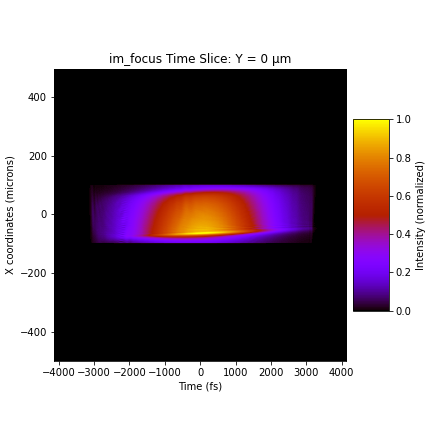 im_focus Time Slice: Y = 0 μm
400
200
0
−200
−400
X coordinates (microns)
−4000 −3000 −2000 −1000 0 1000 2000 3000 4000
Time (fs)
1.0
0.8
0.6
0.4
0.2
0.0
Intensity (normalized)